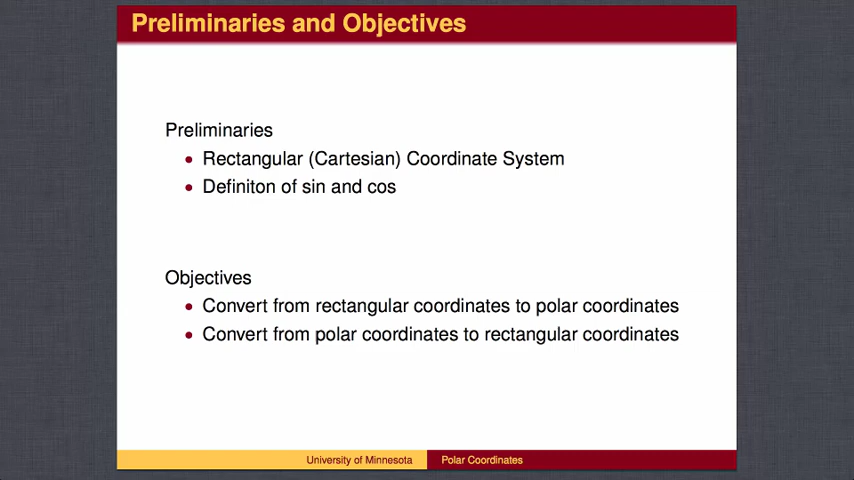 Preliminaries and Objectives
Preliminaries
• Rectangular (Cartesian) Coordinate System
• Definiton of sin and cos
Objectives
• Convert from rectangular coordinates to polar coordinates
• Convert from polar coordinates to rectangular coordinates
University of Minnesota Polar Coordinates